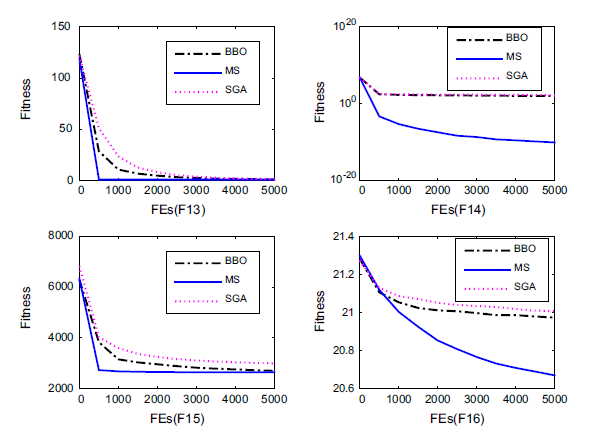 150
100
50
0
Fitness
BBO
MS
SGA
0 1000 2000 3000 4000 5000
FEs(F13)
10^20
10^0
10^-20
Fitness
BBO
MS
SGA
0 1000 2000 3000 4000 5000
FEs(F14)
8000
6000
4000
2000
Fitness
BBO
MS
SGA
0 1000 2000 3000 4000 5000
FEs(F15)
21.4
21.2
21
20.8
20.6
Fitness
BBO
MS
SGA
0 1000 2000 3000 4000 5000
FEs(F16)